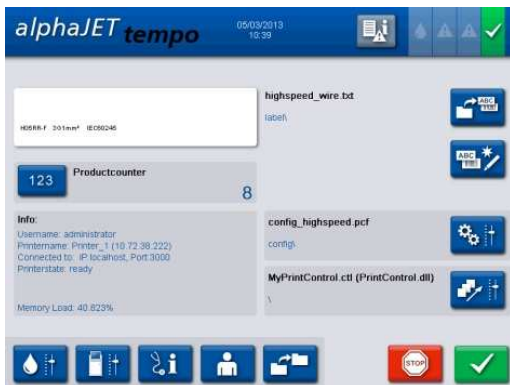 alphaJET tempo
05/03/2013
10:39
highspeed_wire.txt
label\
H05RR-F 3G1mm² IEC60245
ABC
ABC
123
Productcounter
8
Info:
Username: administrator
Printername: Printer_1 (10.72.38.222)
Connected to: IP localhost, Port:3000
Printerstate: ready
Memory Load: 40.823%
config_highspeed.pcf
config\
MyPrintControl.ctl (PrintControl.dll)
\
STOP